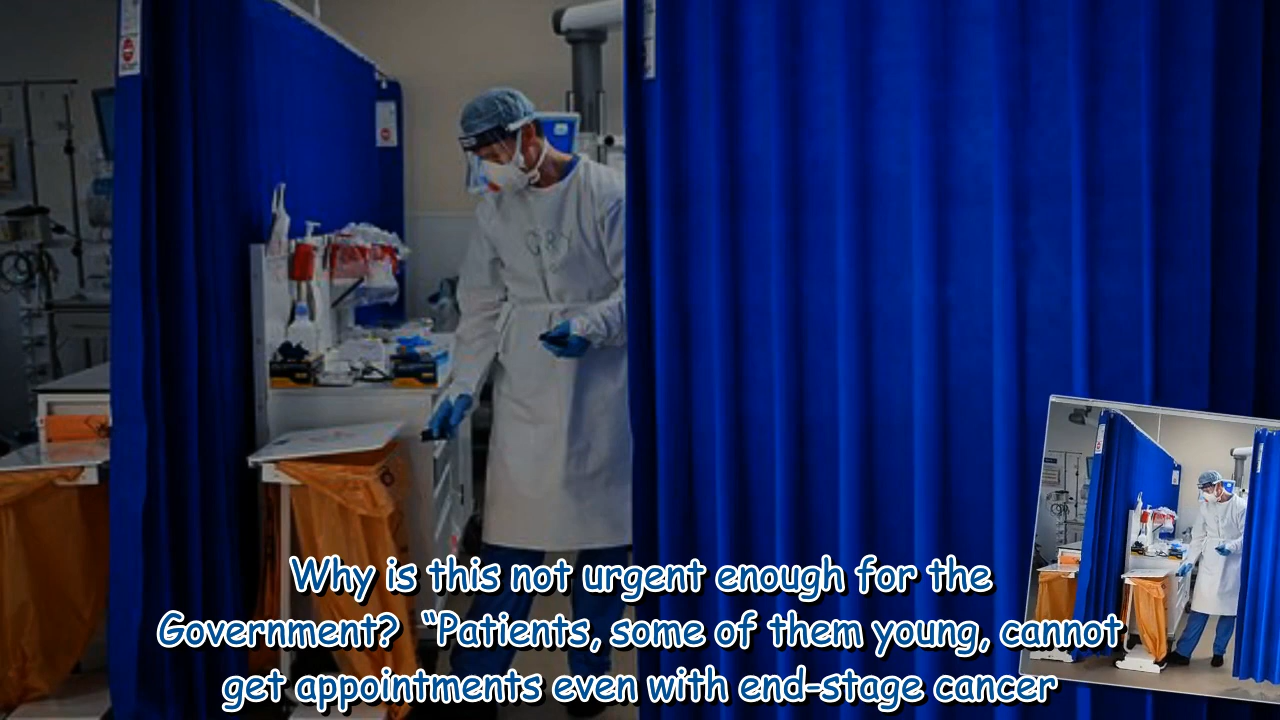 GARY
Why is this not urgent enough for the
Government? “Patients, some of them young, cannot
get appointments even with end-stage cancer